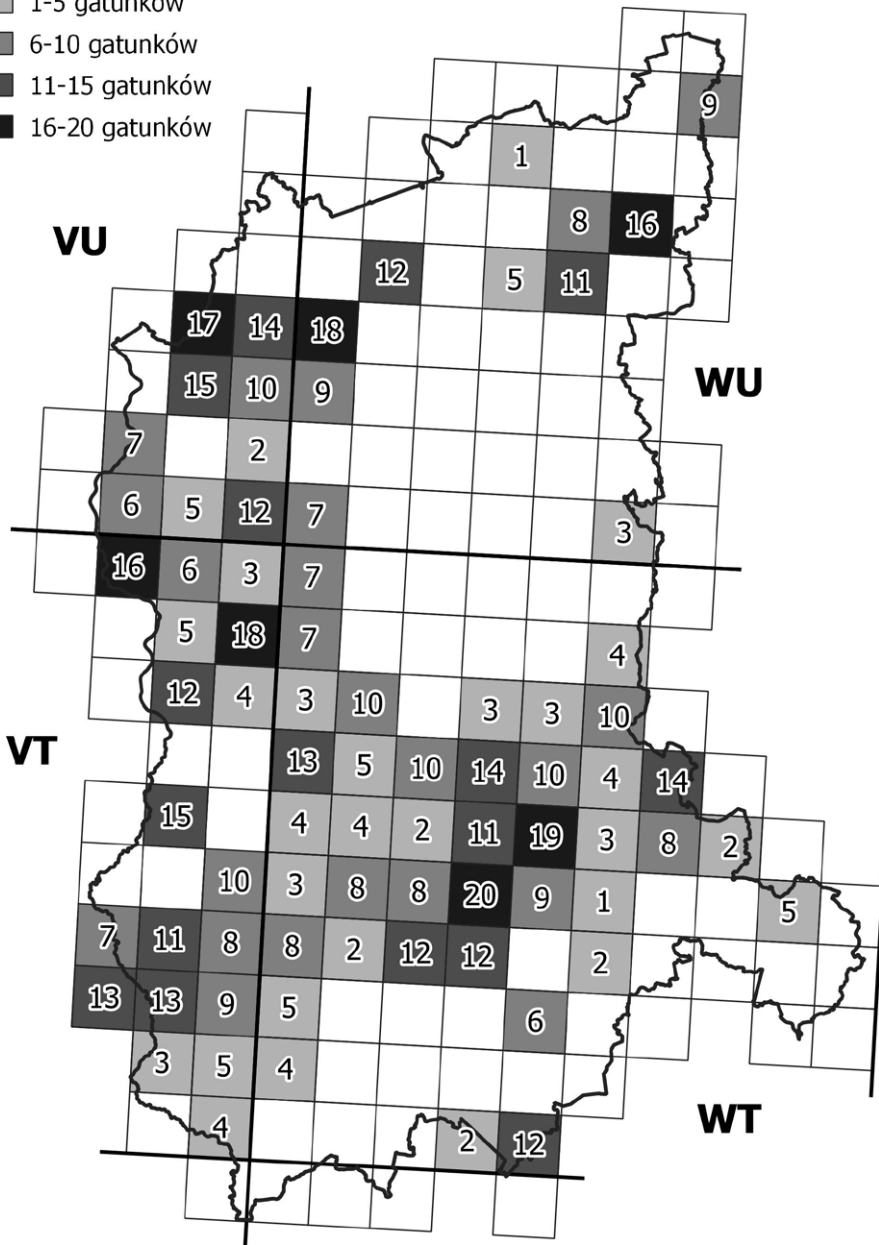 1-5 gatunków
6-10 gatunków
11-15 gatunków
16-20 gatunków
9
1
8 16
VU
12 5 11
17 14 18
15 10 9
WU
7 2
6 5 12 7
3
16 6 3 7
5 18 7
4
12 4 3 10 3 3 10
VT
13 5 10 14 10 4 14
15 4 4 2 11 19 3 8 2
10 3 8 8 20 9 1
5
7 11 8 8 2 12 12 2
13 13 9 5 6
3 5 4
WT
4 2 12